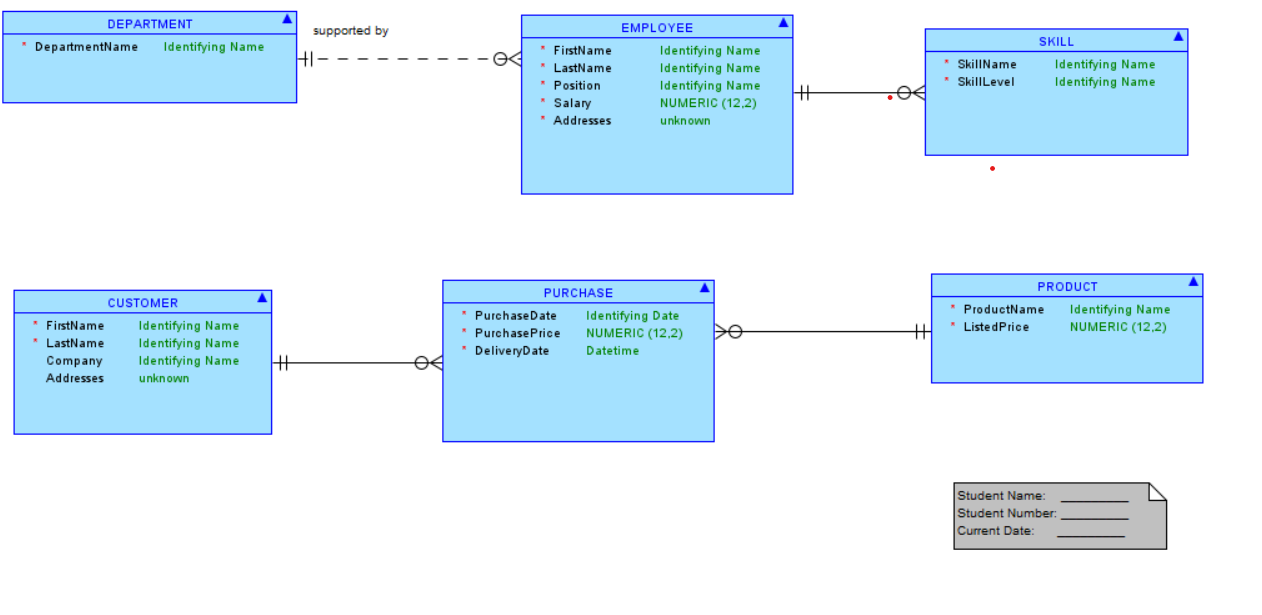 DEPARTMENT
* DepartmentName Identifying Name
supported by
EMPLOYEE
* FirstName Identifying Name
* LastName Identifying Name
* Position Identifying Name
* Salary NUMERIC (12,2)
* Addresses unknown
SKILL
* SkillName Identifying Name
* SkillLevel Identifying Name
CUSTOMER
* FirstName Identifying Name
* LastName Identifying Name
Company Identifying Name
Addresses unknown
PURCHASE
* PurchaseDate Identifying Date
* PurchasePrice NUMERIC (12,2)
* DeliveryDate Datetime
PRODUCT
* ProductName Identifying Name
* ListedPrice NUMERIC (12,2)
Student Name: __________
Student Number: __________
Current Date: __________